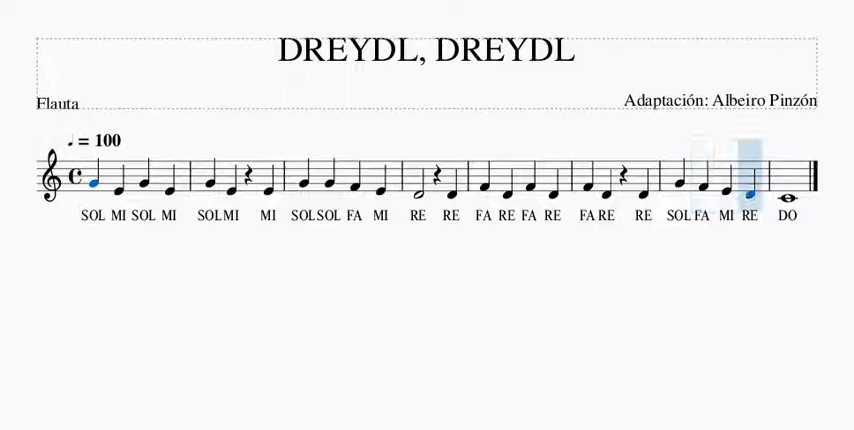 DREYDL, DREYDL
Flauta
Adaptación: Albeiro Pinzón
♩ = 100
SOL MI SOL MI SOL MI MI SOL SOL FA MI RE RE FA RE FA RE FA RE RE SOL FA MI RE DO